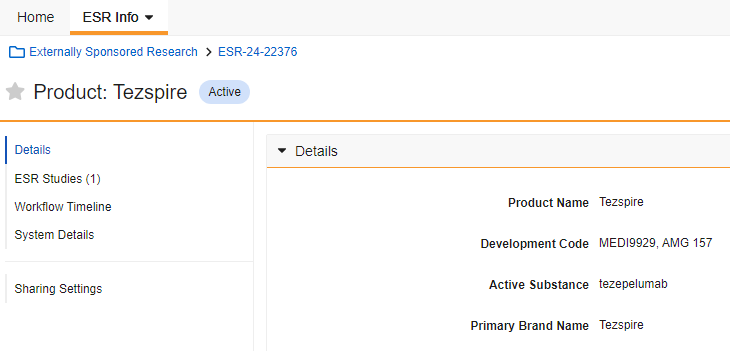 Home ESR Info
Externally Sponsored Research > ESR-24-22376
Product: Tezspire Active
Details
ESR Studies (1)
Workflow Timeline
System Details
Sharing Settings
Details
Product Name Tezspire
Development Code MEDI9929, AMG 157
Active Substance tezepelumab
Primary Brand Name Tezspire